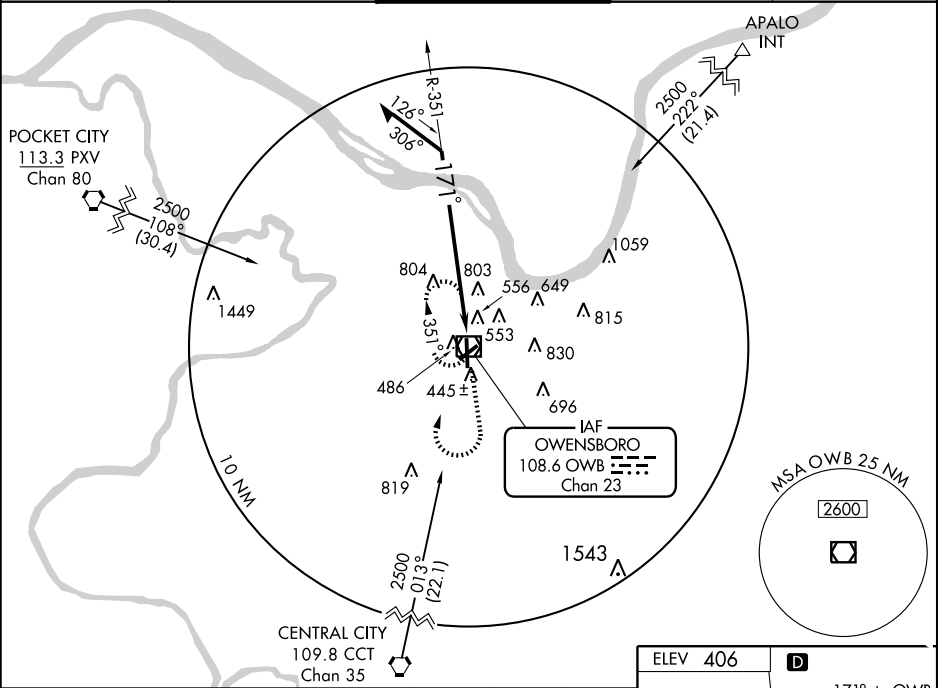 APALO
INT
2500
222°
(21.4)
R-351
126°
306°
171°
POCKET CITY
113.3 PXV
Chan 80
2500
108°
(30.4)
1449
804
803
1059
556
649
553
815
351°
830
486
445 ±
696
IAF
OWENSBORO
108.6 OWB
Chan 23
819
10 NM
MSA OWB 25 NM
2600
1543
2500
013°
(22.1)
CENTRAL CITY
109.8 CCT
Chan 35
ELEV 406
D